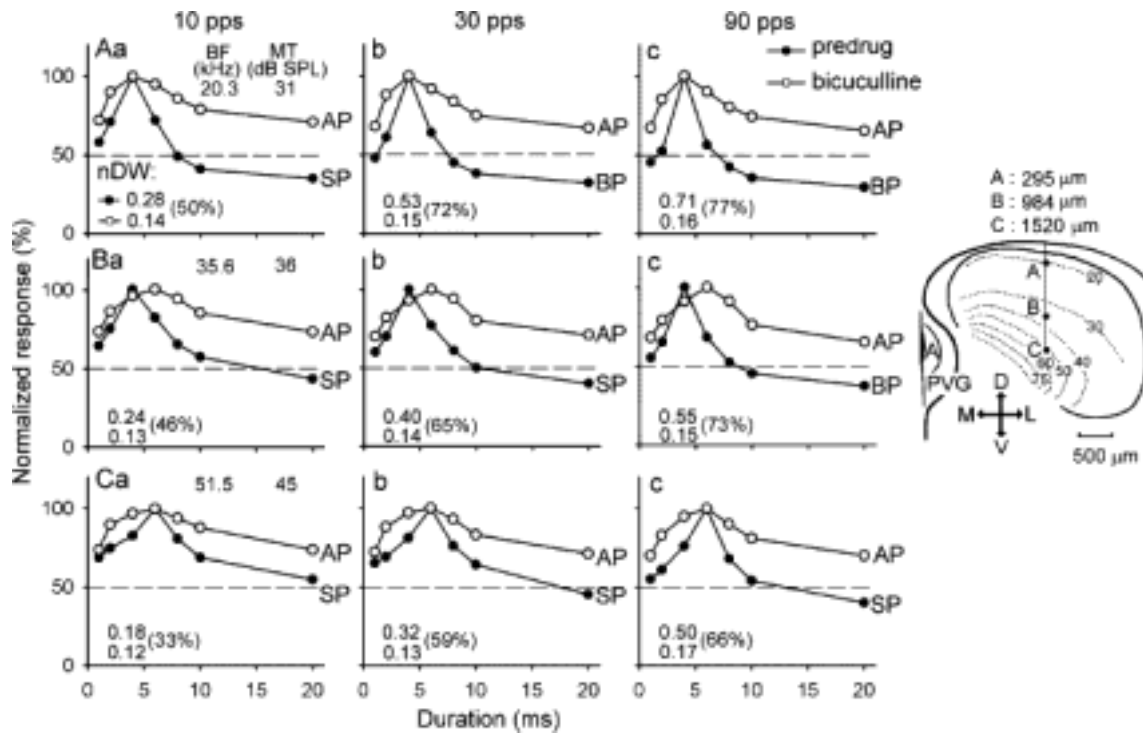 10 pps 30 pps 90 pps
Aa BF MT b c predrug
(kHz) (dB SPL) bicuculline
20.3 31
100
AP AP AP
50
SP BP BP
nDW:
0.28 (50%) 0.53 (72%) 0.71 (77%)
0.14 0.15 0.16
0
Ba 35.6 36 b c
100
AP AP AP
50
SP SP BP
0.24 (46%) 0.40 (65%) 0.55 (73%)
0.13 0.14 0.15
0
Ca 51.5 45 b c
100
AP AP AP
50
SP SP SP
0.18 (33%) 0.32 (59%) 0.50 (66%)
0.12 0.13 0.17
0
0 5 10 15 20 0 5 10 15 20 0 5 10 15 20
Duration (ms)
Normalized response (%)
A : 295 μm
B : 984 μm
C : 1520 μm
A 20
B 30
C 60 50 40
A
PVG D
M L
V
500 μm